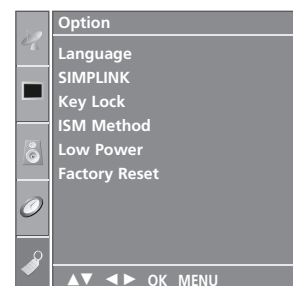 Option
Language
SIMPLINK
Key Lock
ISM Method
Low Power
Factory Reset
▲▼ ◄► OK MENU